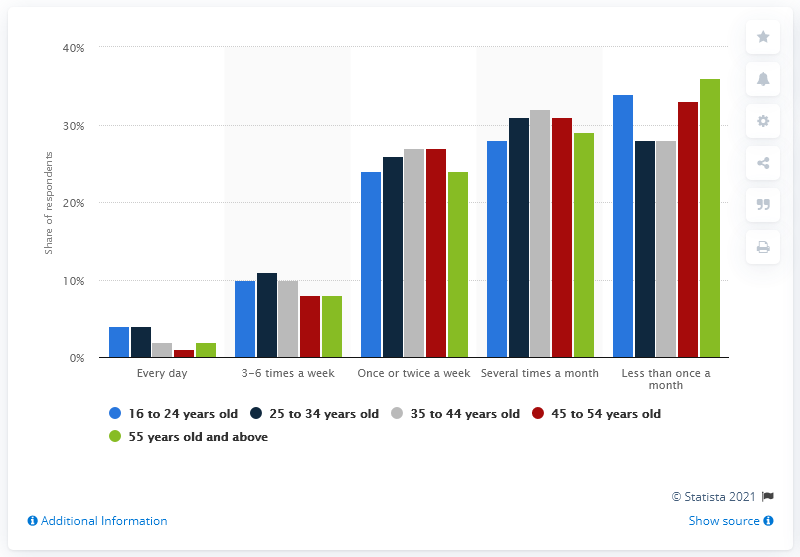 40%
30%
20%
10%
0%
Share of respondents
Every day
3–6 times a week
Once or twice a week
Several times a month
Less than once a
month
16 to 24 years old
25 to 34 years old
35 to 44 years old
45 to 54 years old
55 years old and above
© Statista 2021
Additional Information
Show source